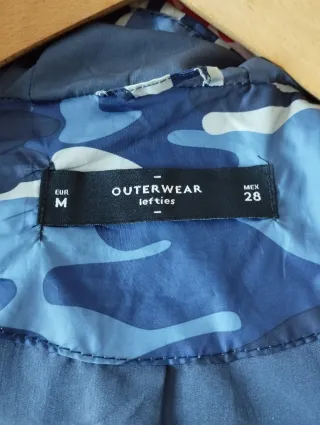 EUR
M
OUTERWEAR
lefties
MEX
28